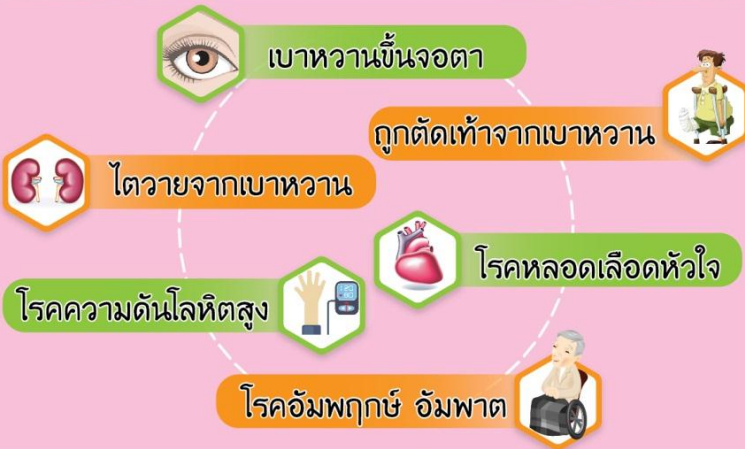 เบาหวานขึ้นจอตา
ถูกตัดเท้าจากเบาหวาน
ไตวายจากเบาหวาน
โรคหลอดเลือดหัวใจ
โรคความดันโลหิตสูง
โรคอัมพฤกษ์ อัมพาต